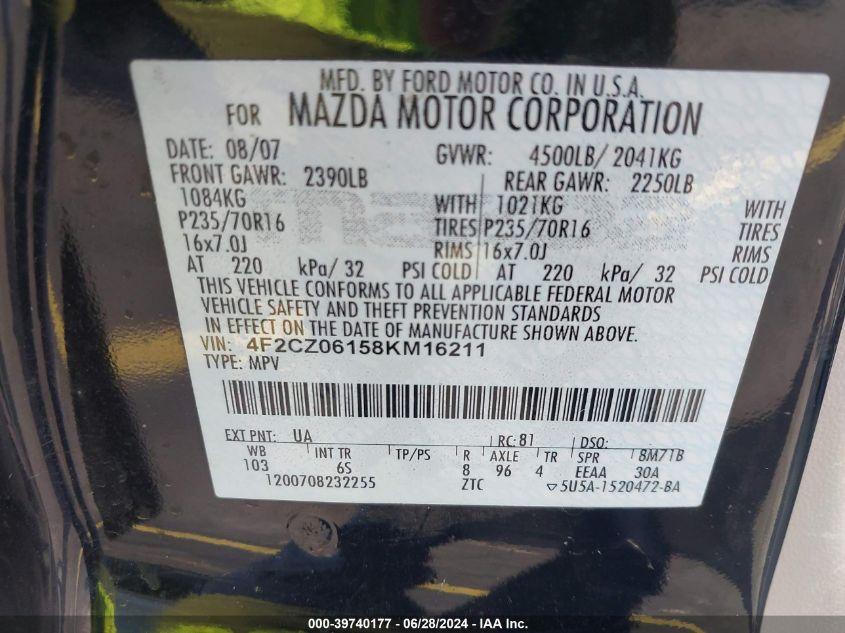 MFD. BY FORD MOTOR CO. IN U.S.A.
FOR MAZDA MOTOR CORPORATION
DATE: 08/07 GVWR: 4500LB/ 2041KG
FRONT GAWR: 2390LB REAR GAWR: 2250LB
1084KG WITH 1021KG WITH
P235/70R16 TIRES P235/70R16 TIRES
16x7.0J RIMS 16x7.0J RIMS
AT 220 kPa/ 32 PSI COLD AT 220 kPa/ 32 PSI COLD
THIS VEHICLE CONFORMS TO ALL APPLICABLE FEDERAL MOTOR
VEHICLE SAFETY AND THEFT PREVENTION STANDARDS
IN EFFECT ON THE DATE OF MANUFACTURE SHOWN ABOVE.
VIN: 4F2CZ06158KM16211
TYPE: MPV
EXT PNT: UA RC: 81 DSO:
WB INT TR TP/PS R AXLE TR SPR 8M71B
103 6S 8 96 4 EEAA 30A
1200708232255 ZTC ▽5U5A-1520472-BA
000-39740177 - 06/28/2024 - IAA Inc.